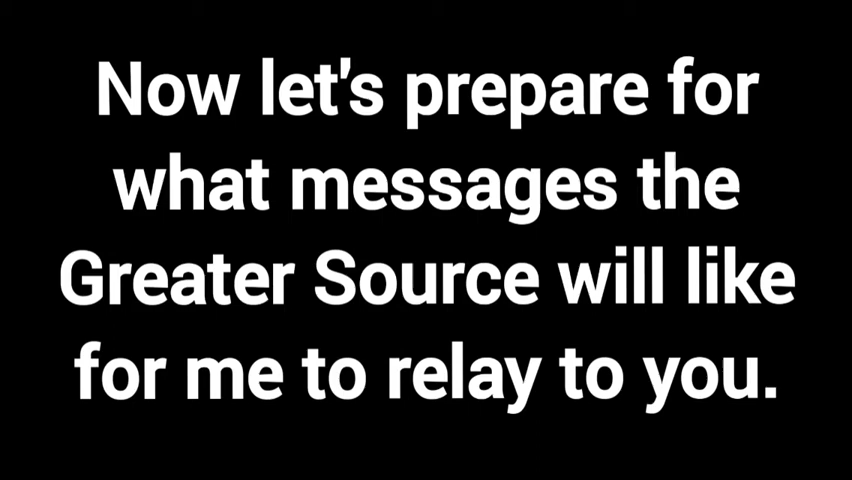 Now let's prepare for
what messages the
Greater Source will like
for me to relay to you.